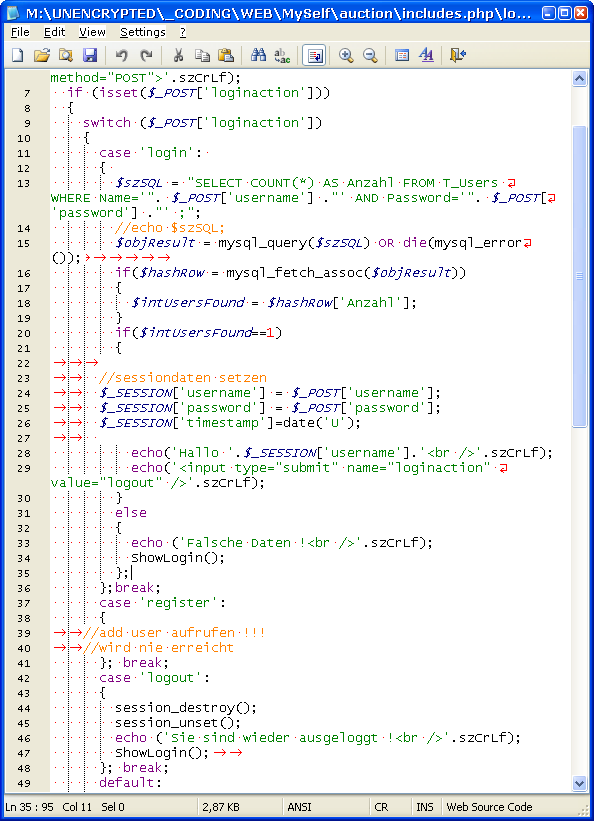 M:\UNENCRYPTED\_CODING\WEB\MySelf\auction\includes.php\lo...
File Edit View Settings ?
method="POST">'.szCrLf);
7 if (isset($_POST['loginaction']))
8 {
9 switch ($_POST['loginaction'])
10 {
11 case 'login':
12 {
13 $szSQL = "SELECT COUNT(*) AS Anzahl FROM T_Users
WHERE Name='". $_POST['username'] ."' AND Password='". $_POST[
'password'] ."' ;";
14 //echo $szSQL;
15 $objResult = mysql_query($szSQL) OR die(mysql_error
());
16 if($hashRow = mysql_fetch_assoc($objResult))
17 {
18 $intUsersFound = $hashRow['Anzahl'];
19 }
20 if($intUsersFound==1)
21 {
22
23 //sessiondaten setzen
24 $_SESSION['username'] = $_POST['username'];
25 $_SESSION['password'] = $_POST['password'];
26 $_SESSION['timestamp']=date('U');
27
28 echo('Hallo '.$_SESSION['username'].'<br />'.szCrLf);
29 echo('<input type="submit" name="loginaction"
value="logout" />'.szCrLf);
30 }
31 else
32 {
33 echo ('Falsche Daten !<br />'.szCrLf);
34 ShowLogin();
35 };
36 };break;
37 case 'register':
38 {
39 //add user aufrufen !!!
40 //wird nie erreicht
41 }; break;
42 case 'logout':
43 {
44 session_destroy();
45 session_unset();
46 echo ('Sie sind wieder ausgeloggt !<br />'.szCrLf);
47 ShowLogin();
48 }; break;
49 default:
Ln 35 : 95 Col 11 Sel 0 2,87 KB ANSI CR INS Web Source Code